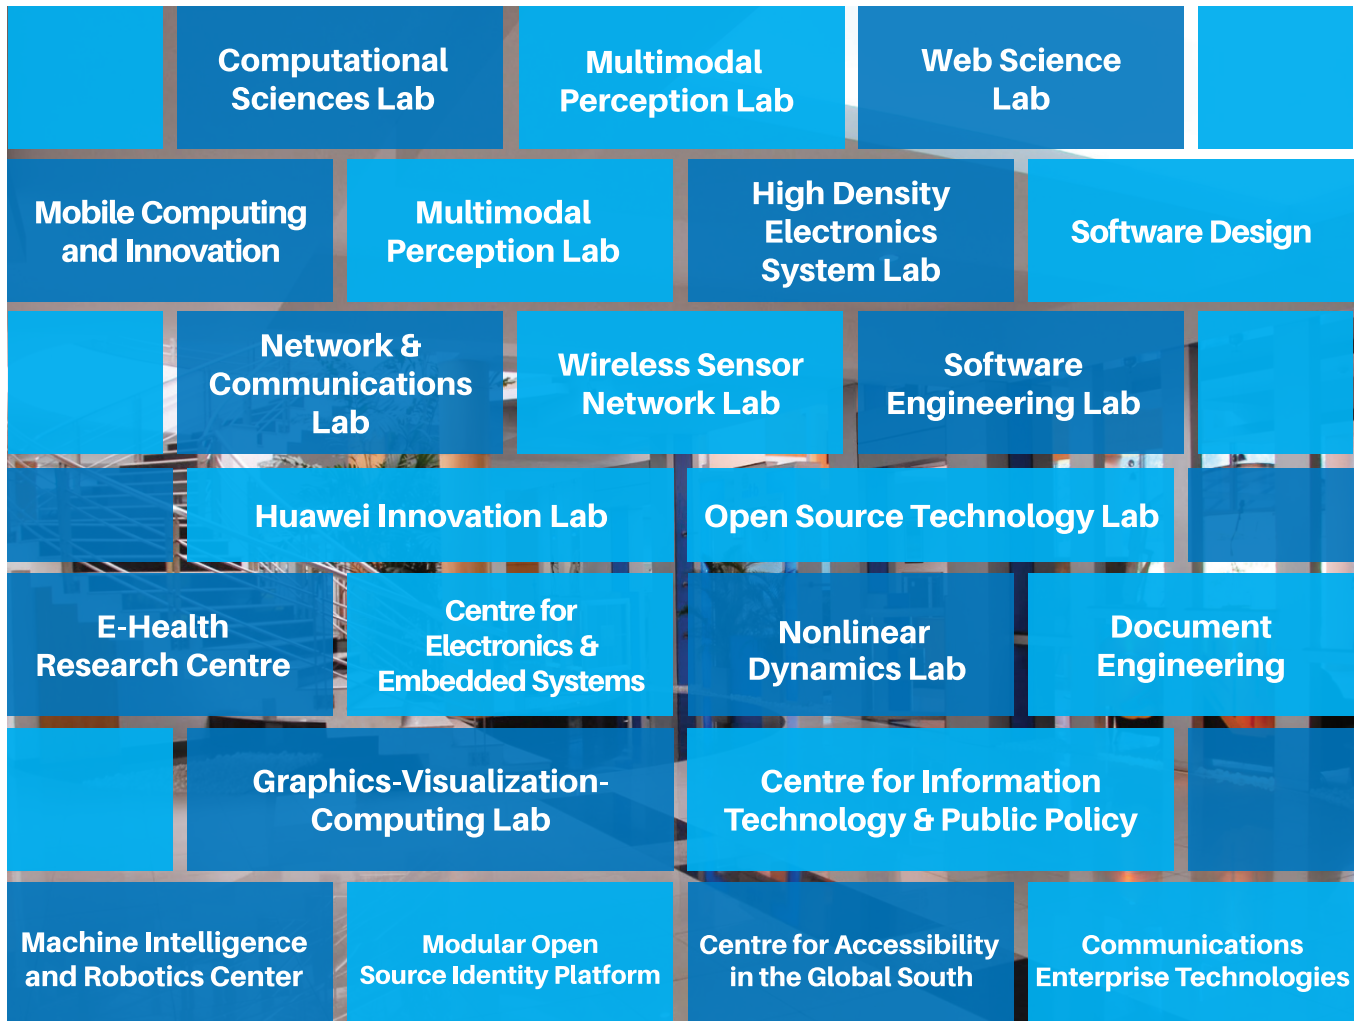 Computational
Sciences Lab
Multimodal
Perception Lab
Web Science
Lab
Mobile Computing
and Innovation
Multimodal
Perception Lab
High Density
Electronics
System Lab
Software Design
Network &
Communications
Lab
Wireless Sensor
Network Lab
Software
Engineering Lab
Huawei Innovation Lab
Open Source Technology Lab
E-Health
Research Centre
Centre for
Electronics &
Embedded Systems
Nonlinear
Dynamics Lab
Document
Engineering
Graphics-Visualization-
Computing Lab
Centre for Information
Technology & Public Policy
Machine Intelligence
and Robotics Center
Modular Open
Source Identity Platform
Centre for Accessibility
in the Global South
Communications
Enterprise Technologies